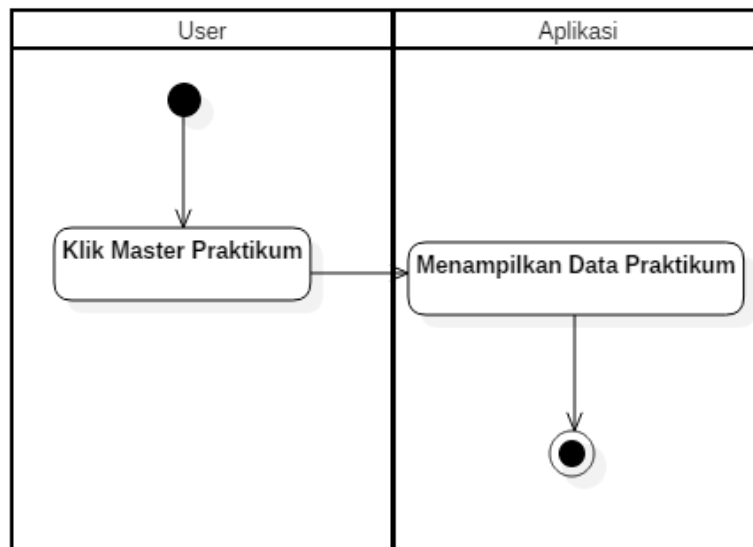 User
Aplikasi
Klik Master Praktikum
Menampilkan Data Praktikum